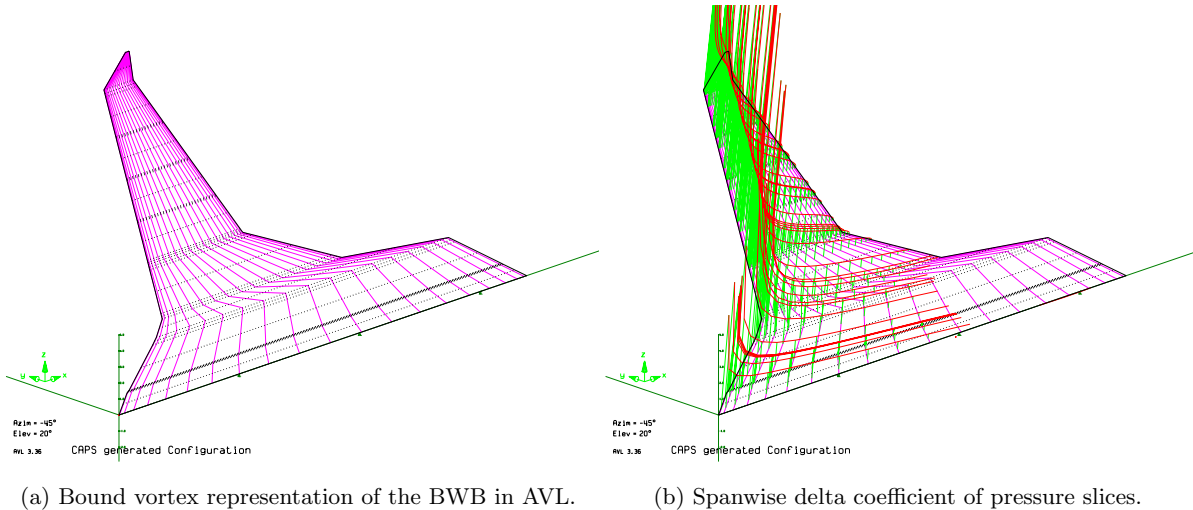 z
y x
Azim = -45°
Elev = 20°
AVL 3.36 CAPS generated Configuration
z
y x
Azim = -45°
Elev = 20°
AVL 3.36 CAPS generated Configuration
(a) Bound vortex representation of the BWB in AVL.
(b) Spanwise delta coefficient of pressure slices.